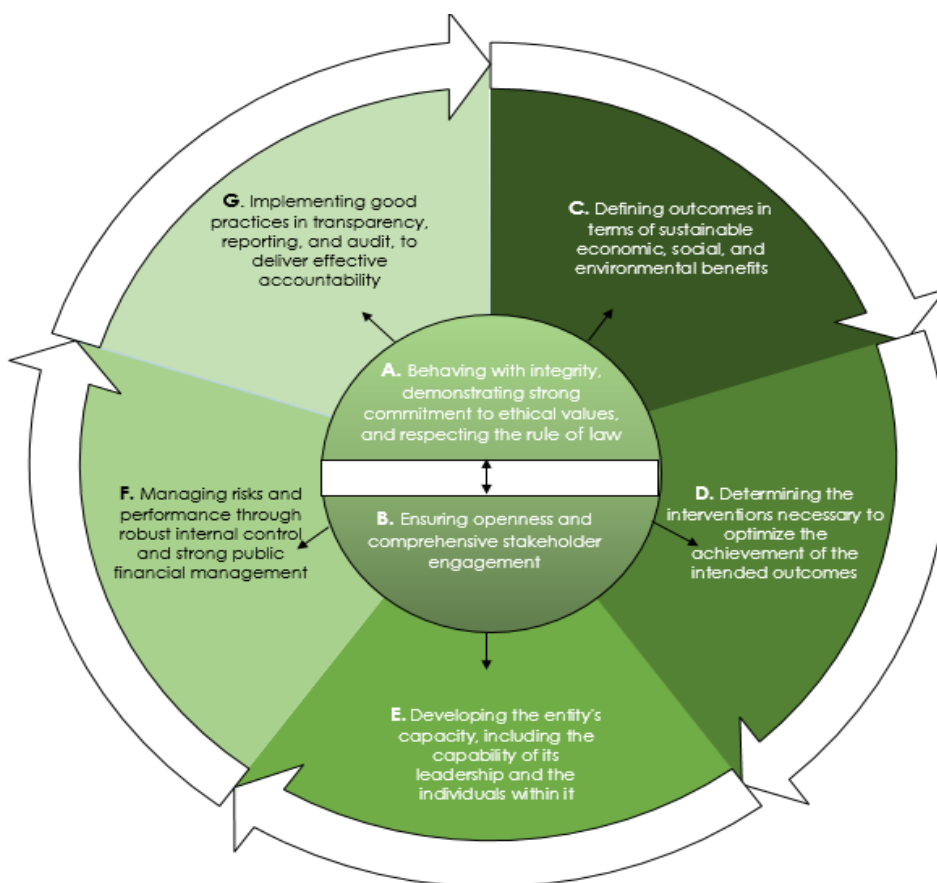 G. Implementing good
practices in transparency,
reporting, and audit, to
deliver effective
accountability
C. Defining outcomes in
terms of sustainable
economic, social, and
environmental benefits
A. Behaving with integrity,
demonstrating strong
commitment to ethical values,
and respecting the rule of law
F. Managing risks and
performance through
robust internal control
and strong public
financial management
B. Ensuring openness and
comprehensive stakeholder
engagement
D. Determining the
interventions necessary to
optimize the
achievement of the
intended outcomes
E. Developing the entity's
capacity, including the
capability of its
leadership and the
individuals within it